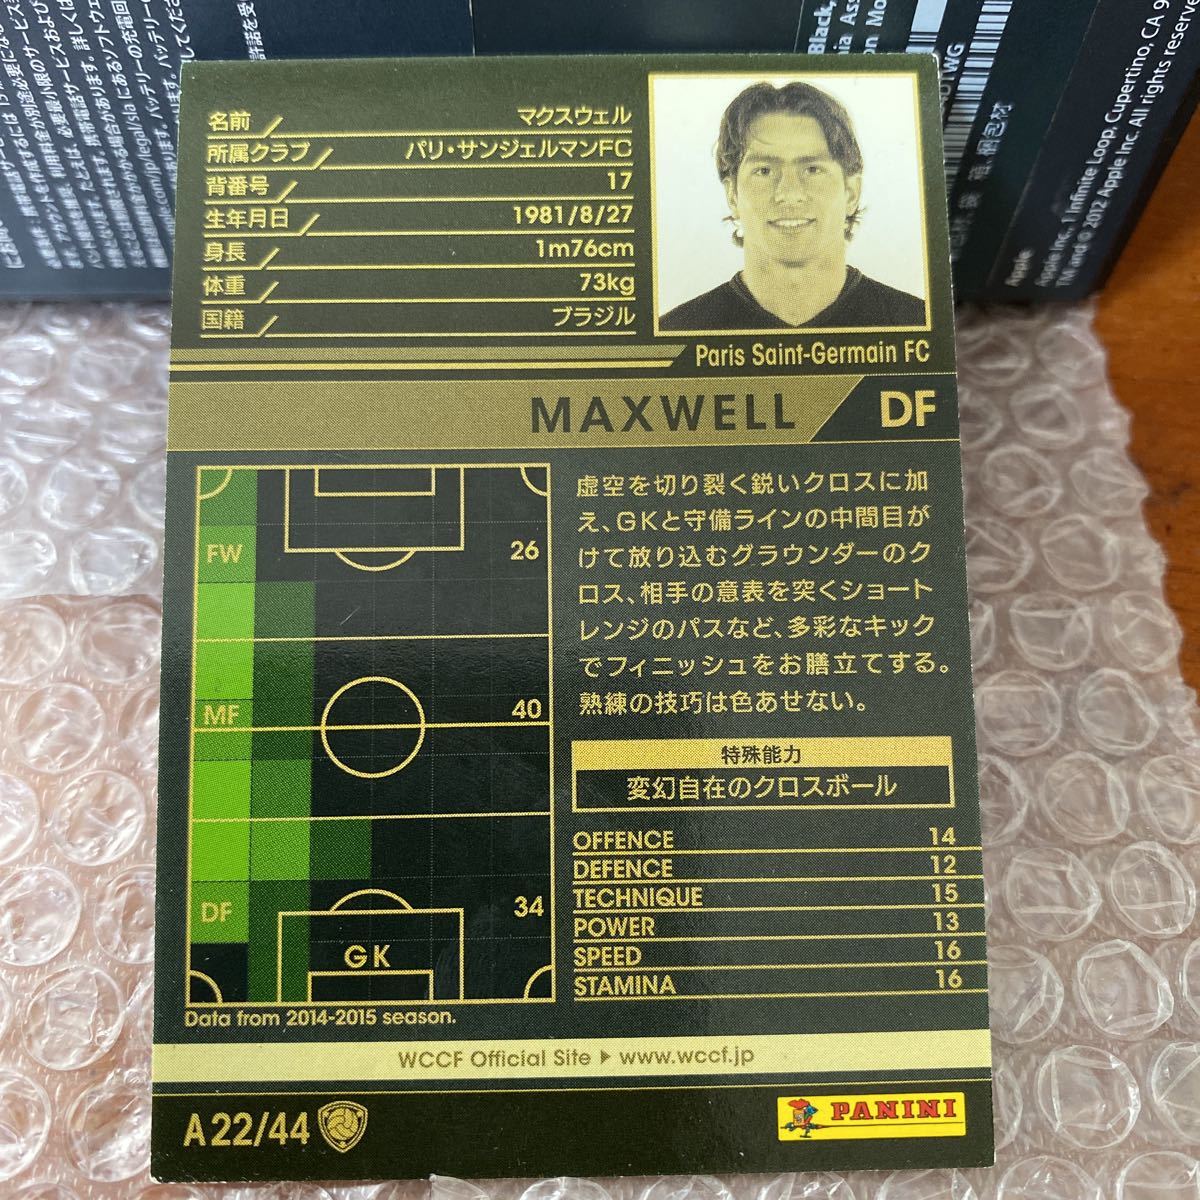 Apple
Apple Inc. 1 Infinite Loop, Cupertino, CA
TM and © 2012 Apple Inc. All rights reserved
名前 マクスウェル
所属クラブ パリ・サンジェルマンFC
背番号 17
生年月日 1981/8/27
身長 1m76cm
体重 73kg
国籍 ブラジル
Paris Saint-Germain FC
MAXWELL DF
FW 26
MF 40
DF 34
GK
Data from 2014-2015 season.
虚空を切り裂く鋭いクロスに加
え、GKと守備ラインの中間目が
けて放り込むグラウンダーのク
ロス、相手の意表を突くショート
レンジのパスなど、多彩なキック
でフィニッシュをお膳立てする。
熟練の技巧は色あせない。
特殊能力
変幻自在のクロスボール
OFFENCE 14
DEFENCE 12
TECHNIQUE 15
POWER 13
SPEED 16
STAMINA 16
WCCF Official Site ▶ www.wccf.jp
A22/44
PANINI